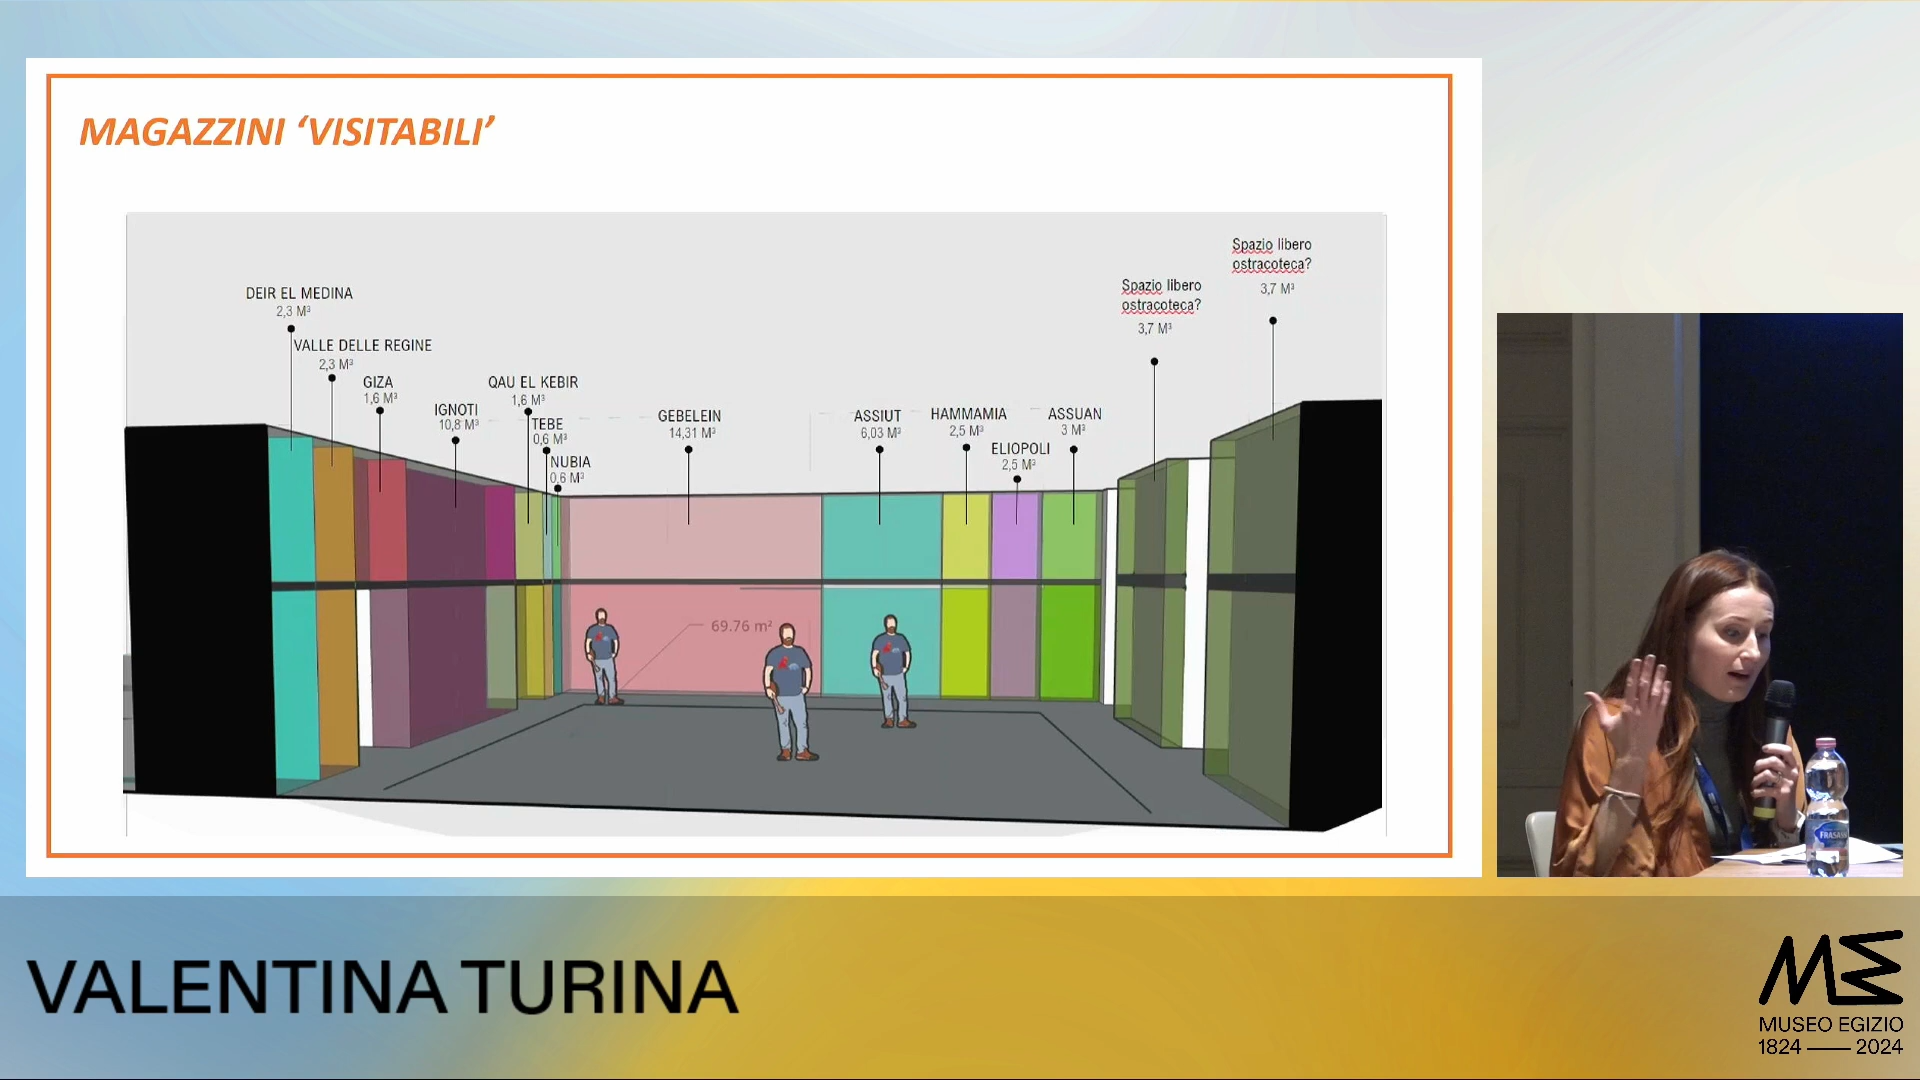 MAGAZZINI ‘VISITABILI’
Spazio libero
ostracoteca?
3,7 M³
Spazio libero
ostracoteca?
3,7 M³
DEIR EL MEDINA
2,3 M³
VALLE DELLE REGINE
2,3 M³
GIZA
1,6 M³
QAU EL KEBIR
1,6 M³
IGNOTI
10,8 M³
TEBE
0,6 M³
NUBIA
0,6 M³
GEBELEIN
14,31 M³
ASSIUT
6,03 M³
HAMMAMIA
2,5 M³
ELIOPOLI
2,5 M³
ASSUAN
3 M³
69.76 m²
FRASASSI
VALENTINA TURINA
ME
MUSEO EGIZIO
1824 — 2024